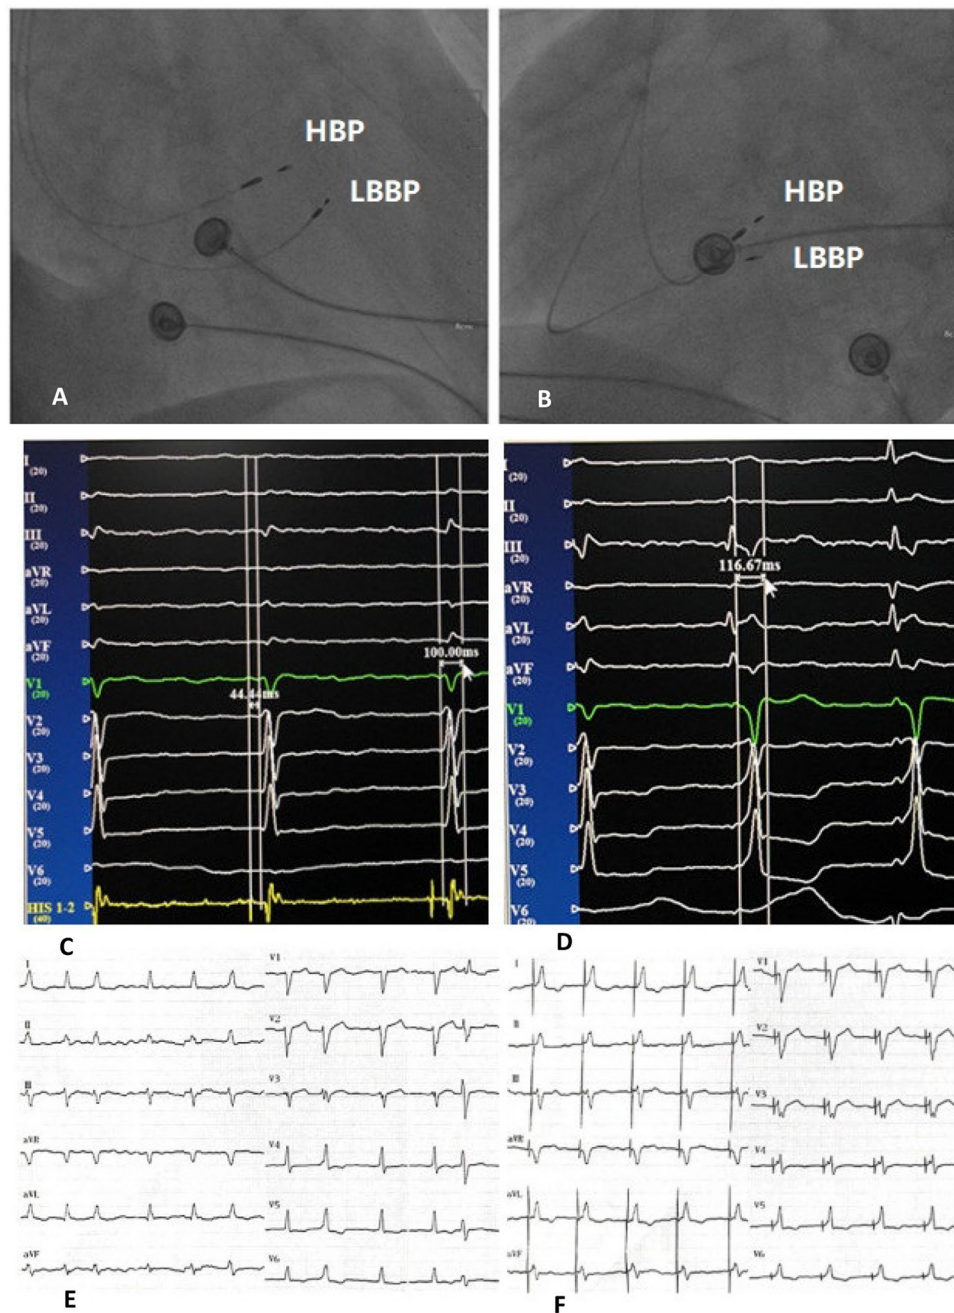 HBP
LBBP
A
HBP
LBBP
B
I
(20)
II
(20)
III
(20)
aVR
(20)
aVL
(20)
aVF
(20)
100.00ms
V1
(20)
44.44ms
V2
(20)
V3
(20)
V4
(20)
V5
(20)
V6
(20)
HIS 1-2
(40)
C
I
(20)
II
(20)
III
(20)
116.67ms
aVR
(20)
aVL
(20)
aVF
(20)
V1
(20)
V2
(20)
V3
(20)
V4
(20)
V5
(20)
V6
(20)
D
I
II
III
aVR
aVL
aVF
V1
V2
V3
V4
V5
V6
E
I
II
III
aVR
aVL
aVF
V1
V2
V3
V4
V5
V6
F